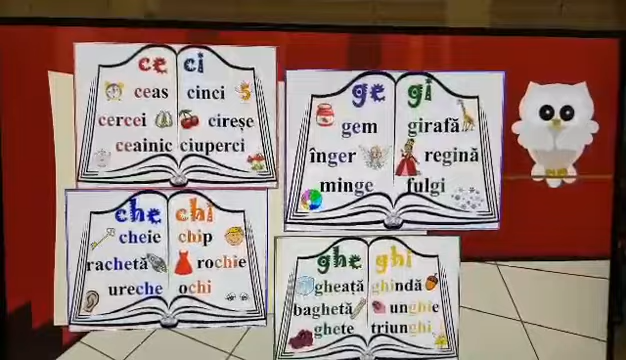 ce ci
ceas cinci
cercei cireșe
ceainic ciuperci
ge gi
gem girafă
înger regină
minge fulgi
che chi
cheie chip
rachetă rochie
ureche ochi
ghe ghi
gheață ghindă
baghetă unghie
ghete triunghi